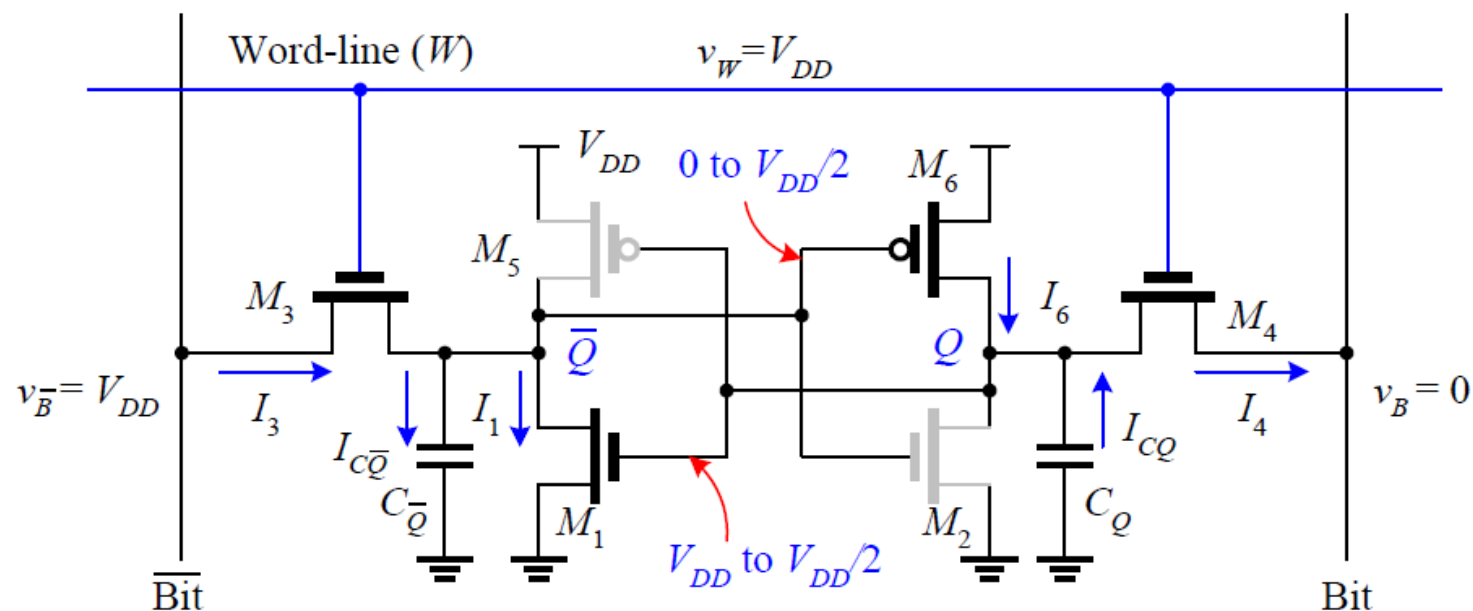 Word-line (W)
v_W=V_DD
V_DD
0 to V_DD/2
M_6
M_5
M_3
I_6
M_4
Q̅
Q
v_B̅= V_DD
I_3
I_1
I_CQ̅
C_Q̅
M_1
V_DD to V_DD/2
M_2
C_Q
I_CQ
I_4
v_B= 0
B̅i̅t̅
Bit